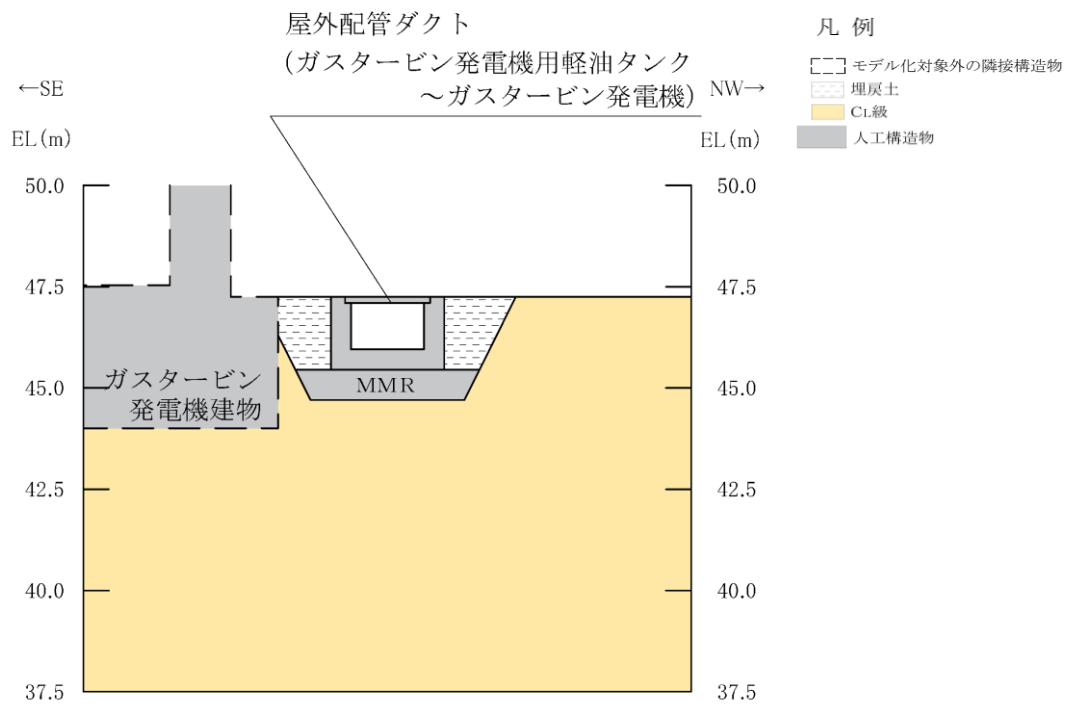 屋外配管ダクト
(ガスタービン発電機用軽油タンク
～ガスタービン発電機)
凡 例
モデル化対象外の隣接構造物
埋戻土
CL級
人工構造物
←SE
NW→
EL(m)
EL(m)
50.0
50.0
47.5
47.5
ガスタービン
発電機建物
MMR
45.0
45.0
42.5
42.5
40.0
40.0
37.5
37.5